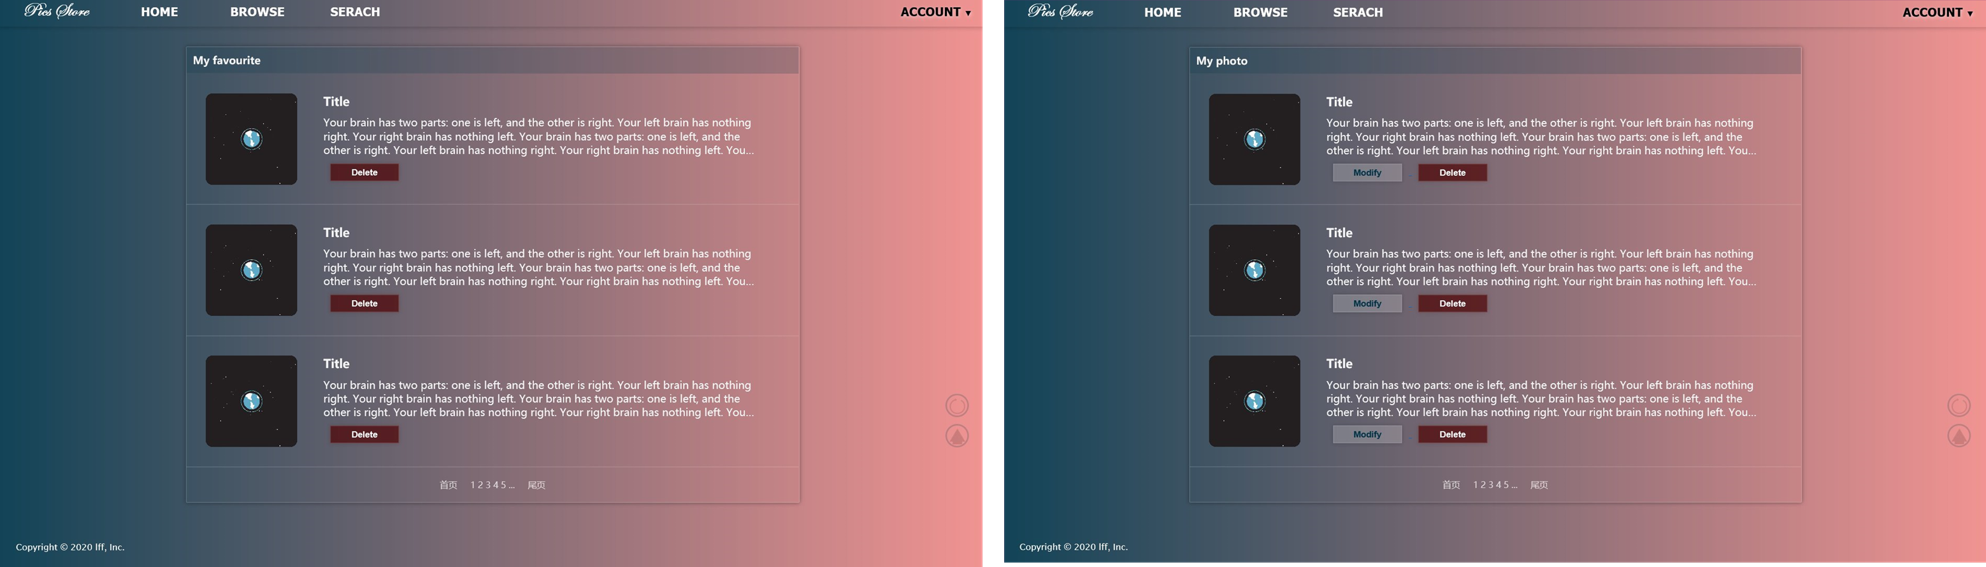 Pics Store HOME BROWSE SERACH ACCOUNT ▼
My favourite
Title
Your brain has two parts: one is left, and the other is right. Your left brain has nothing
right. Your right brain has nothing left. Your brain has two parts: one is left, and the
other is right. Your left brain has nothing right. Your right brain has nothing left. You...
Delete
Title
Your brain has two parts: one is left, and the other is right. Your left brain has nothing
right. Your right brain has nothing left. Your brain has two parts: one is left, and the
other is right. Your left brain has nothing right. Your right brain has nothing left. You...
Delete
Title
Your brain has two parts: one is left, and the other is right. Your left brain has nothing
right. Your right brain has nothing left. Your brain has two parts: one is left, and the
other is right. Your left brain has nothing right. Your right brain has nothing left. You...
Delete
首页 1 2 3 4 5 ... 尾页
Copyright © 2020 lff, Inc.
Pics Store HOME BROWSE SERACH ACCOUNT ▼
My photo
Title
Your brain has two parts: one is left, and the other is right. Your left brain has nothing
right. Your right brain has nothing left. Your brain has two parts: one is left, and the
other is right. Your left brain has nothing right. Your right brain has nothing left. You...
Modify Delete
Title
Your brain has two parts: one is left, and the other is right. Your left brain has nothing
right. Your right brain has nothing left. Your brain has two parts: one is left, and the
other is right. Your left brain has nothing right. Your right brain has nothing left. You...
Modify Delete
Title
Your brain has two parts: one is left, and the other is right. Your left brain has nothing
right. Your right brain has nothing left. Your brain has two parts: one is left, and the
other is right. Your left brain has nothing right. Your right brain has nothing left. You...
Modify Delete
首页 1 2 3 4 5 ... 尾页
Copyright © 2020 lff, Inc.